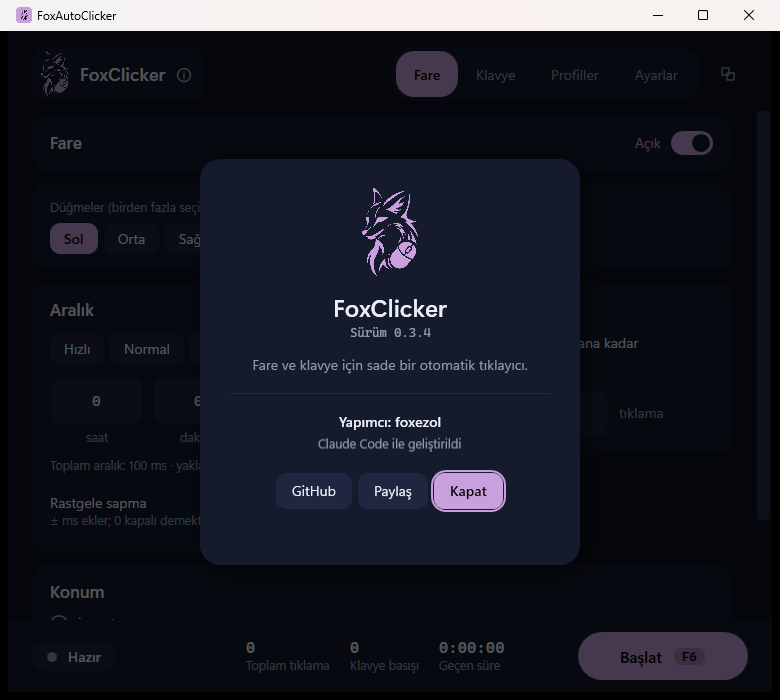 FoxAutoClicker
FoxClicker
Fare
Klavye
Profiller
Ayarlar
Fare
Açık
Düğmeler (birden fazla seçi
Sol
Orta
Sağ
Aralık
Hızlı
Normal
ana kadar
0
0
tıklama
saat
dak
Toplam aralık: 100 ms · yakla
Rastgele sapma
± ms ekler; 0 kapalı demekt
Konum
FoxClicker
Sürüm 0.3.4
Fare ve klavye için sade bir otomatik tıklayıcı.
Yapımcı: foxezol
Claude Code ile geliştirildi
GitHub
Paylaş
Kapat
Hazır
0
Toplam tıklama
0
Klavye basışı
0:00:00
Geçen süre
Başlat
F6